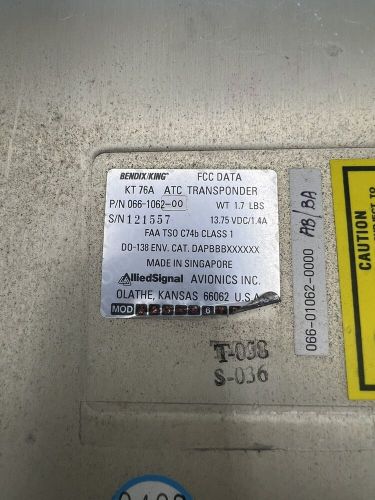 BENDIX/KING® FCC DATA
KT 76A ATC TRANSPONDER
P/N 066-1062-00 WT 1.7 LBS
S/N 121557 13.75 VDC/1.4A
FAA TSO C74b CLASS 1
DO-138 ENV. CAT. DAPBBBXXXXXX
MADE IN SINGAPORE
AlliedSignal AVIONICS INC.
OLATHE, KANSAS 66062 U.S.A.
MOD 6
T-038
S-036
066-01062-0000 AB/BA
CAUTION